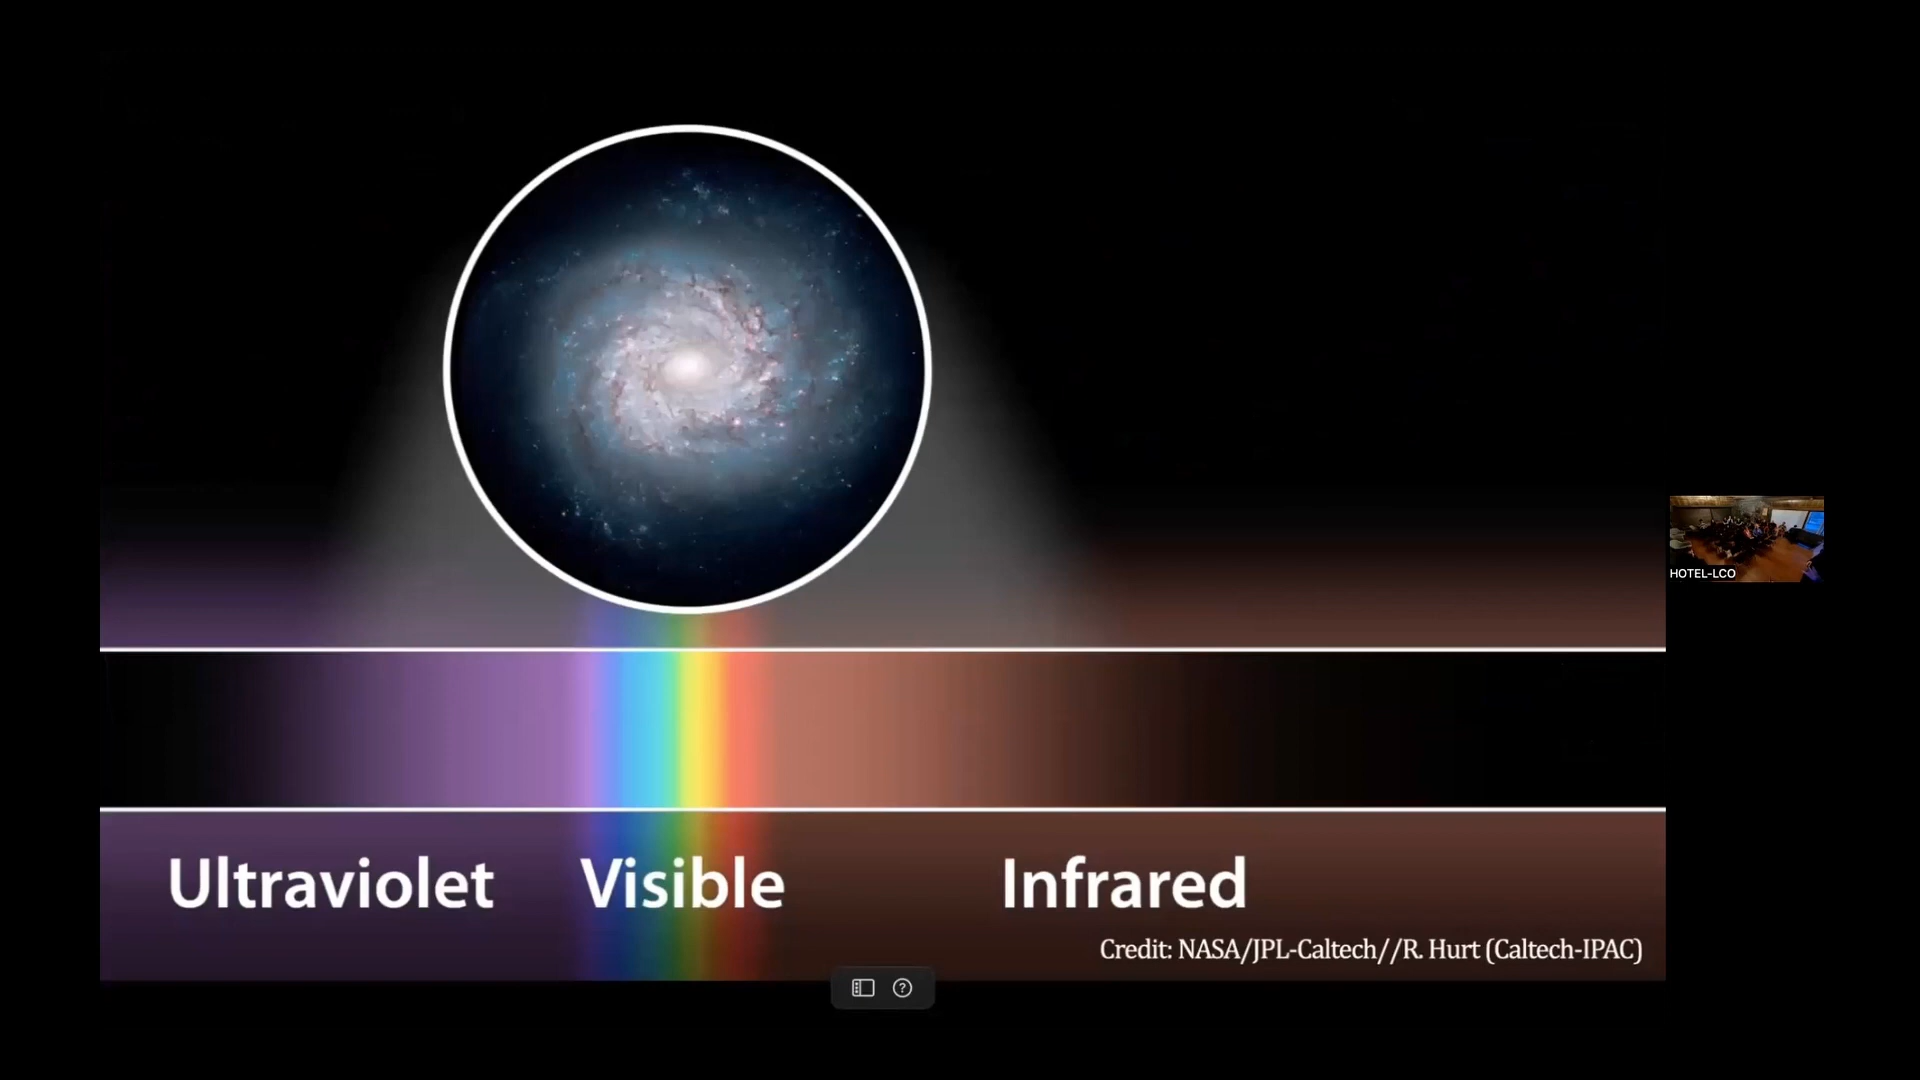 Ultraviolet Visible Infrared
Credit: NASA/JPL-Caltech//R. Hurt (Caltech-IPAC)
HOTEL-LCO